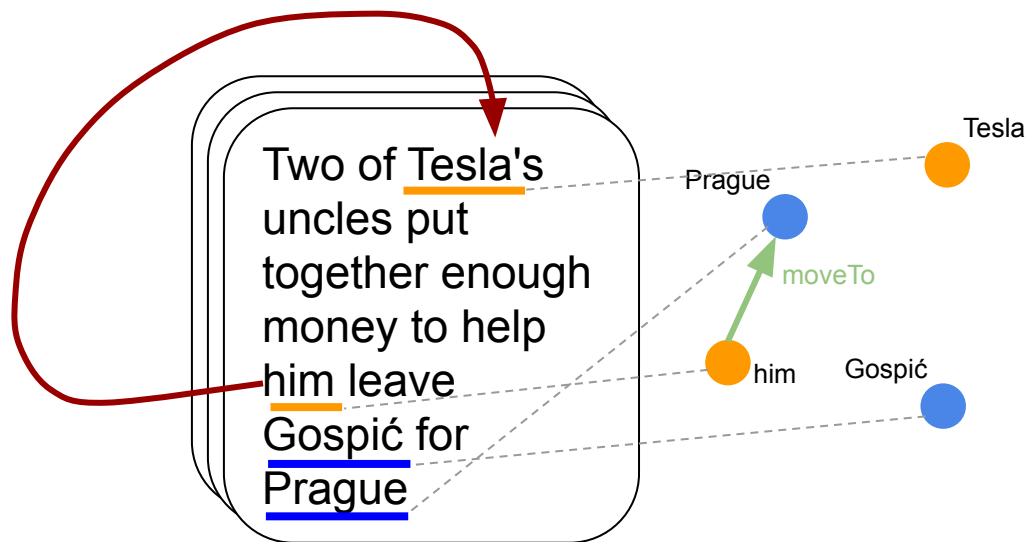 Two of Tesla's
uncles put
together enough
money to help
him leave
Gospić for
Prague
Tesla
Prague
moveTo
him
Gospić